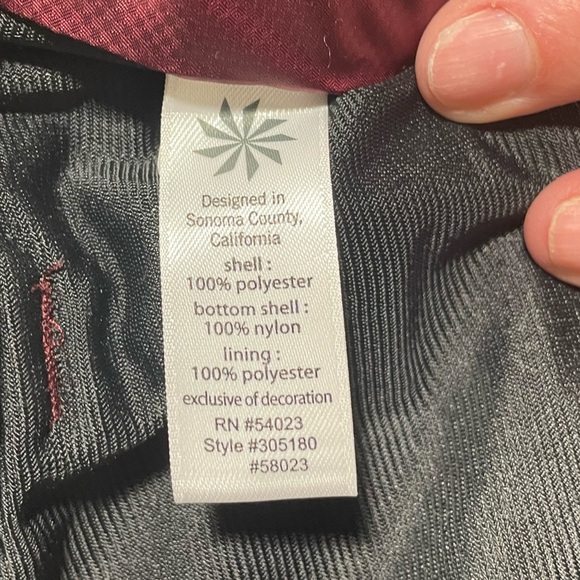 Designed in
Sonoma County,
California
shell :
100% polyester
bottom shell :
100% nylon
lining :
100% polyester
exclusive of decoration
RN #54023
Style #305180
#58023